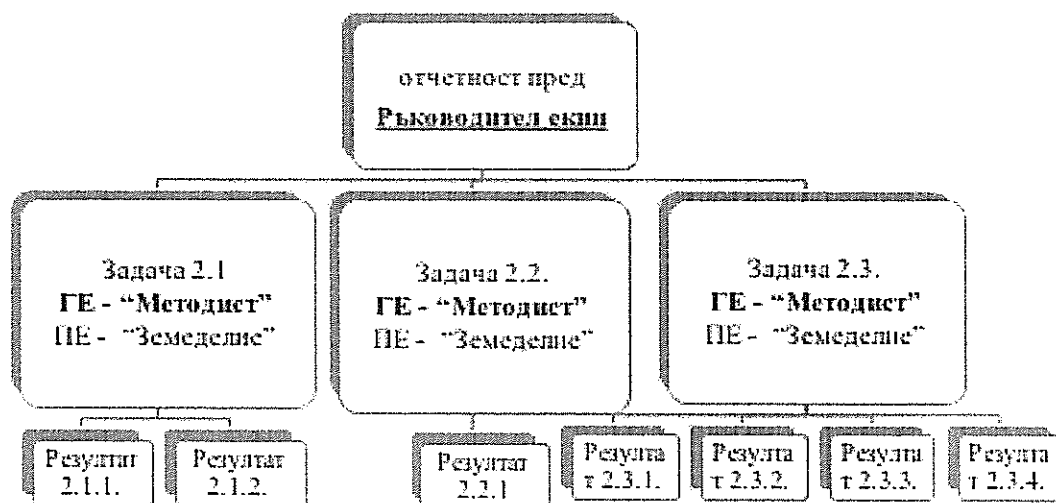 отчетност пред
Ръководител екип
Задача 2.1
ГЕ - “Методист”
ПЕ - “Земеделие”
Задача 2.2.
ГЕ - “Методист”
ПЕ - “Земеделие”
Задача 2.3.
ГЕ - “Методист”
ПЕ - “Земеделие”
Резултат
2.1.1.
Резултат
2.1.2.
Резултат
2.2.1
Резулта
т 2.3.1.
Резулта
т 2.3.2.
Резулта
т 2.3.3.
Резулта
т 2.3.4.